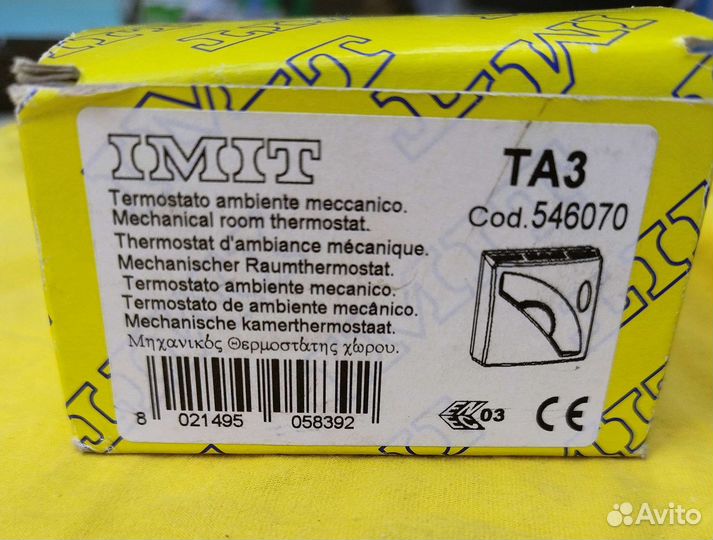 IMIT
TA3
Cod.546070
Termostato ambiente meccanico.
Mechanical room thermostat.
Thermostat d'ambiance mécanique.
Mechanischer Raumthermostat.
Termostato ambiente mecanico.
Termostato de ambiente mecânico.
Mechanische kamerthermostaat.
Μηχανικός Θερμοστάτης χώρου.
8 021495 058392
ENEC 03 CE
Avito